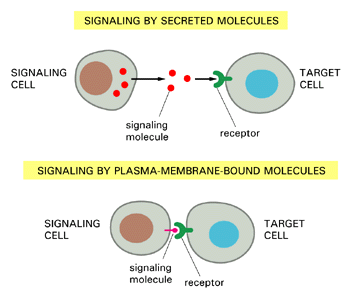 SIGNALING BY SECRETED MOLECULES
SIGNALING
CELL
TARGET
CELL
signaling
molecule
receptor
SIGNALING BY PLASMA-MEMBRANE-BOUND MOLECULES
SIGNALING
CELL
TARGET
CELL
signaling
molecule
receptor